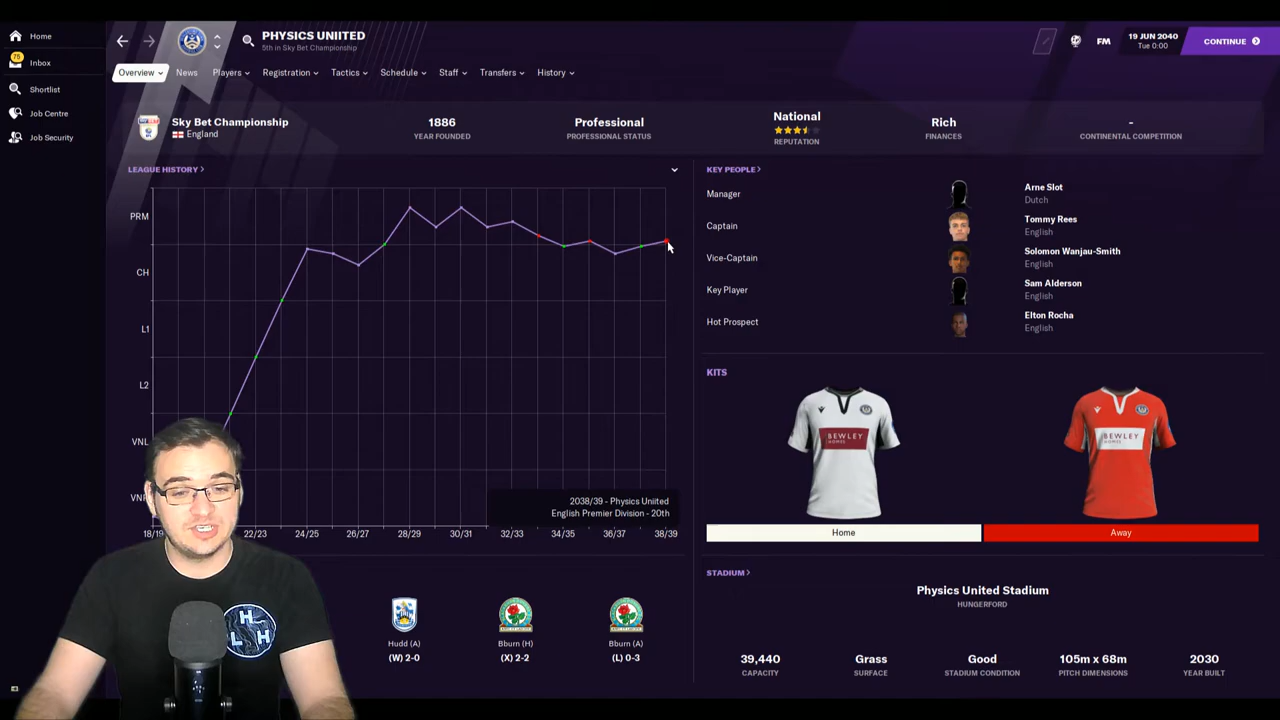 Home
75
Inbox
Shortlist
Job Centre
Job Security
PHYSICS UNIITED
5th in Sky Bet Championship
FM
19 JUN 2040
Tue 0:00
CONTINUE
Overview
News
Players
Registration
Tactics
Schedule
Staff
Transfers
History
Sky Bet Championship
England
1886
YEAR FOUNDED
Professional
PROFESSIONAL STATUS
National
REPUTATION
Rich
FINANCES
-
CONTINENTAL COMPETITION
LEAGUE HISTORY >
PRM
CH
L1
L2
VNL
18/19
22/23
24/25
26/27
28/29
30/31
32/33
34/35
36/37
38/39
2038/39 - Physics Uniited
English Premier Division - 20th
Hudd (A)
(W) 2-0
Bburn (H)
(X) 2-2
Bburn (A)
(L) 0-3
KEY PEOPLE >
Manager
Arne Slot
Dutch
Captain
Tommy Rees
English
Vice-Captain
Solomon Wanjau-Smith
English
Key Player
Sam Alderson
English
Hot Prospect
Elton Rocha
English
KITS
BEWLEY
HOMES
BEWLEY
HOMES
Home
Away
STADIUM >
Physics United Stadium
HUNGERFORD
39,440
CAPACITY
Grass
SURFACE
Good
STADIUM CONDITION
105m x 68m
PITCH DIMENSIONS
2030
YEAR BUILT
H
L H